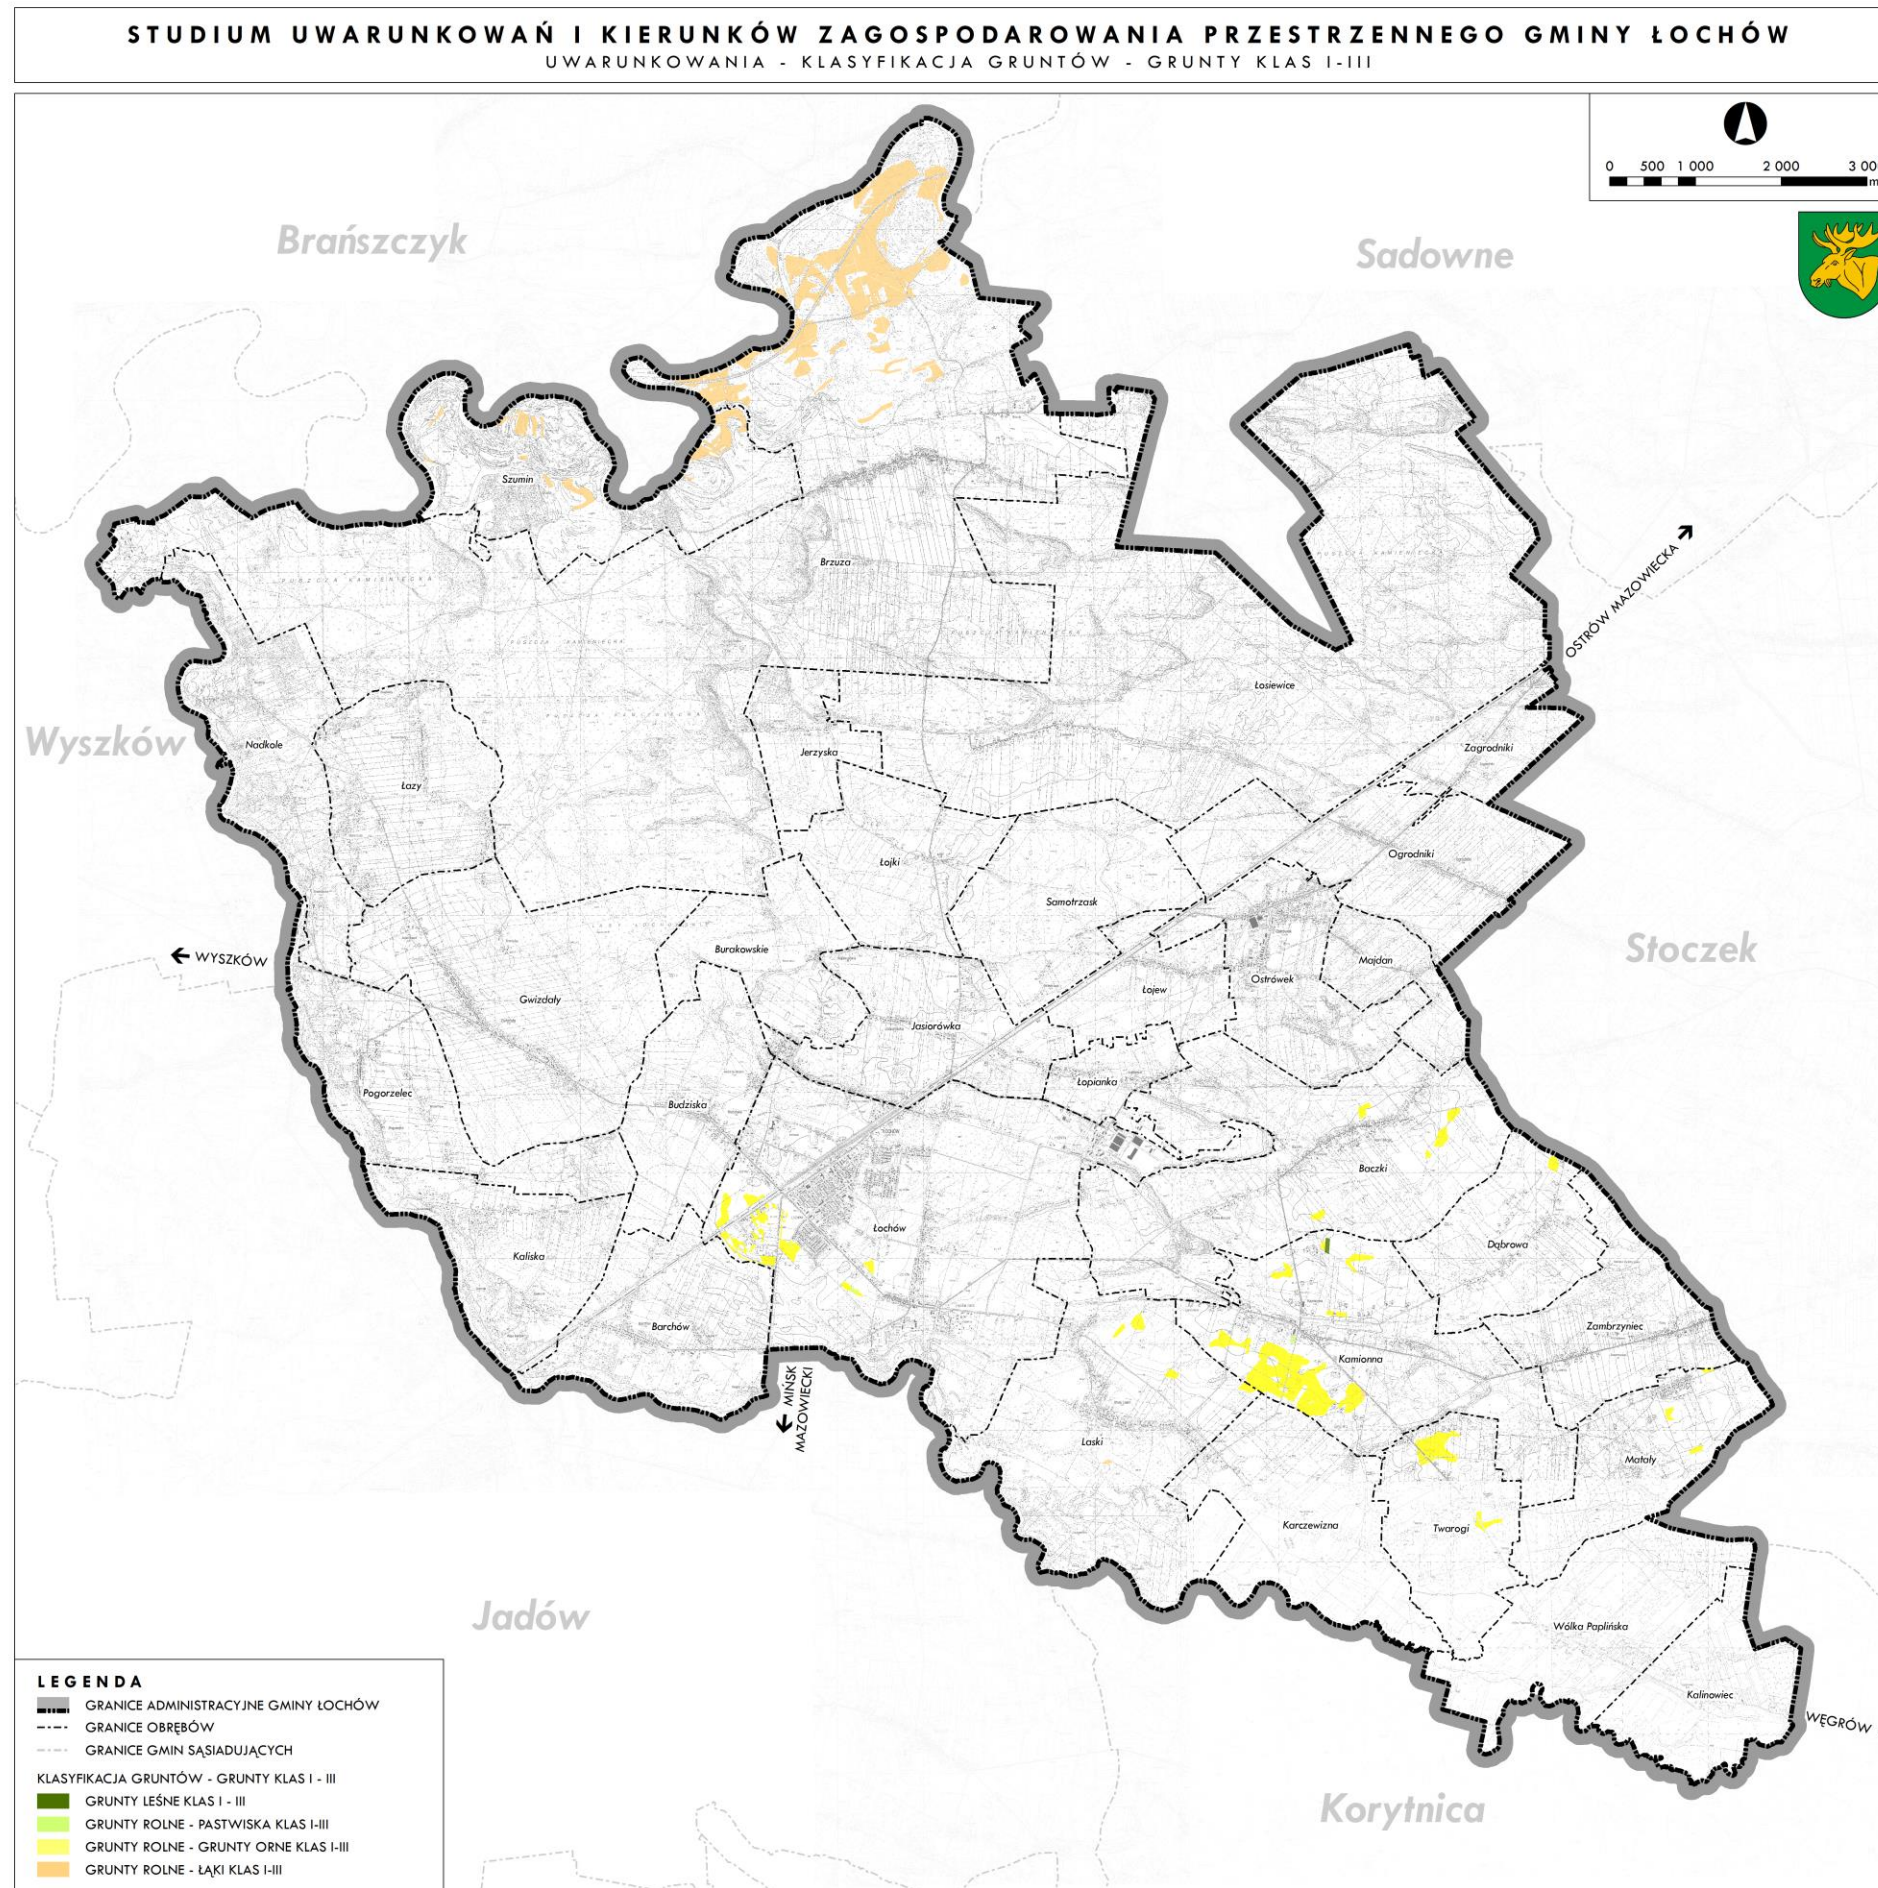 STUDIUM UWARUNKOWAŃ I KIERUNKÓW ZAGOSPODAROWANIA PRZESTRZENNEGO GMINY ŁOCHÓW
UWARUNKOWANIA - KLASYFIKACJA GRUNTÓW - GRUNTY KLAS I-III
0 500 1 000 2 000
m
Brańszczyk
Sadowne
Szumin
Brzuza
OSTRÓW MAZOWIECKA
Łosiewice
Wyszków
Nadkole
Jerzyska
Zagrodniki
Łazy
Łojki
Ogrodniki
Samotrzask
WYSZKÓW
Burakowskie
Stoczek
Majdan
Ostrówek
Łojew
Gwizdały
Jasiorówka
Pogorzelec
Budziska
Łopianka
Baczki
Łochów
Kaliska
Dąbrowa
Barchów
Zambrzyniec
Kamionna
MIŃSK
MAZOWIECKI
Laski
Matały
Karczewizna
Twarogi
Jadów
Wólka Paplińska
Kalinowiec
WĘGRÓW
Korytnica
LEGENDA
GRANICE ADMINISTRACYJNE GMINY ŁOCHÓW
GRANICE OBRĘBÓW
GRANICE GMIN SĄSIADUJĄCYCH
KLASYFIKACJA GRUNTÓW - GRUNTY KLAS I - III
GRUNTY LEŚNE KLAS I - III
GRUNTY ROLNE - PASTWISKA KLAS I-III
GRUNTY ROLNE - GRUNTY ORNE KLAS I-III
GRUNTY ROLNE - ŁĄKI KLAS I-III